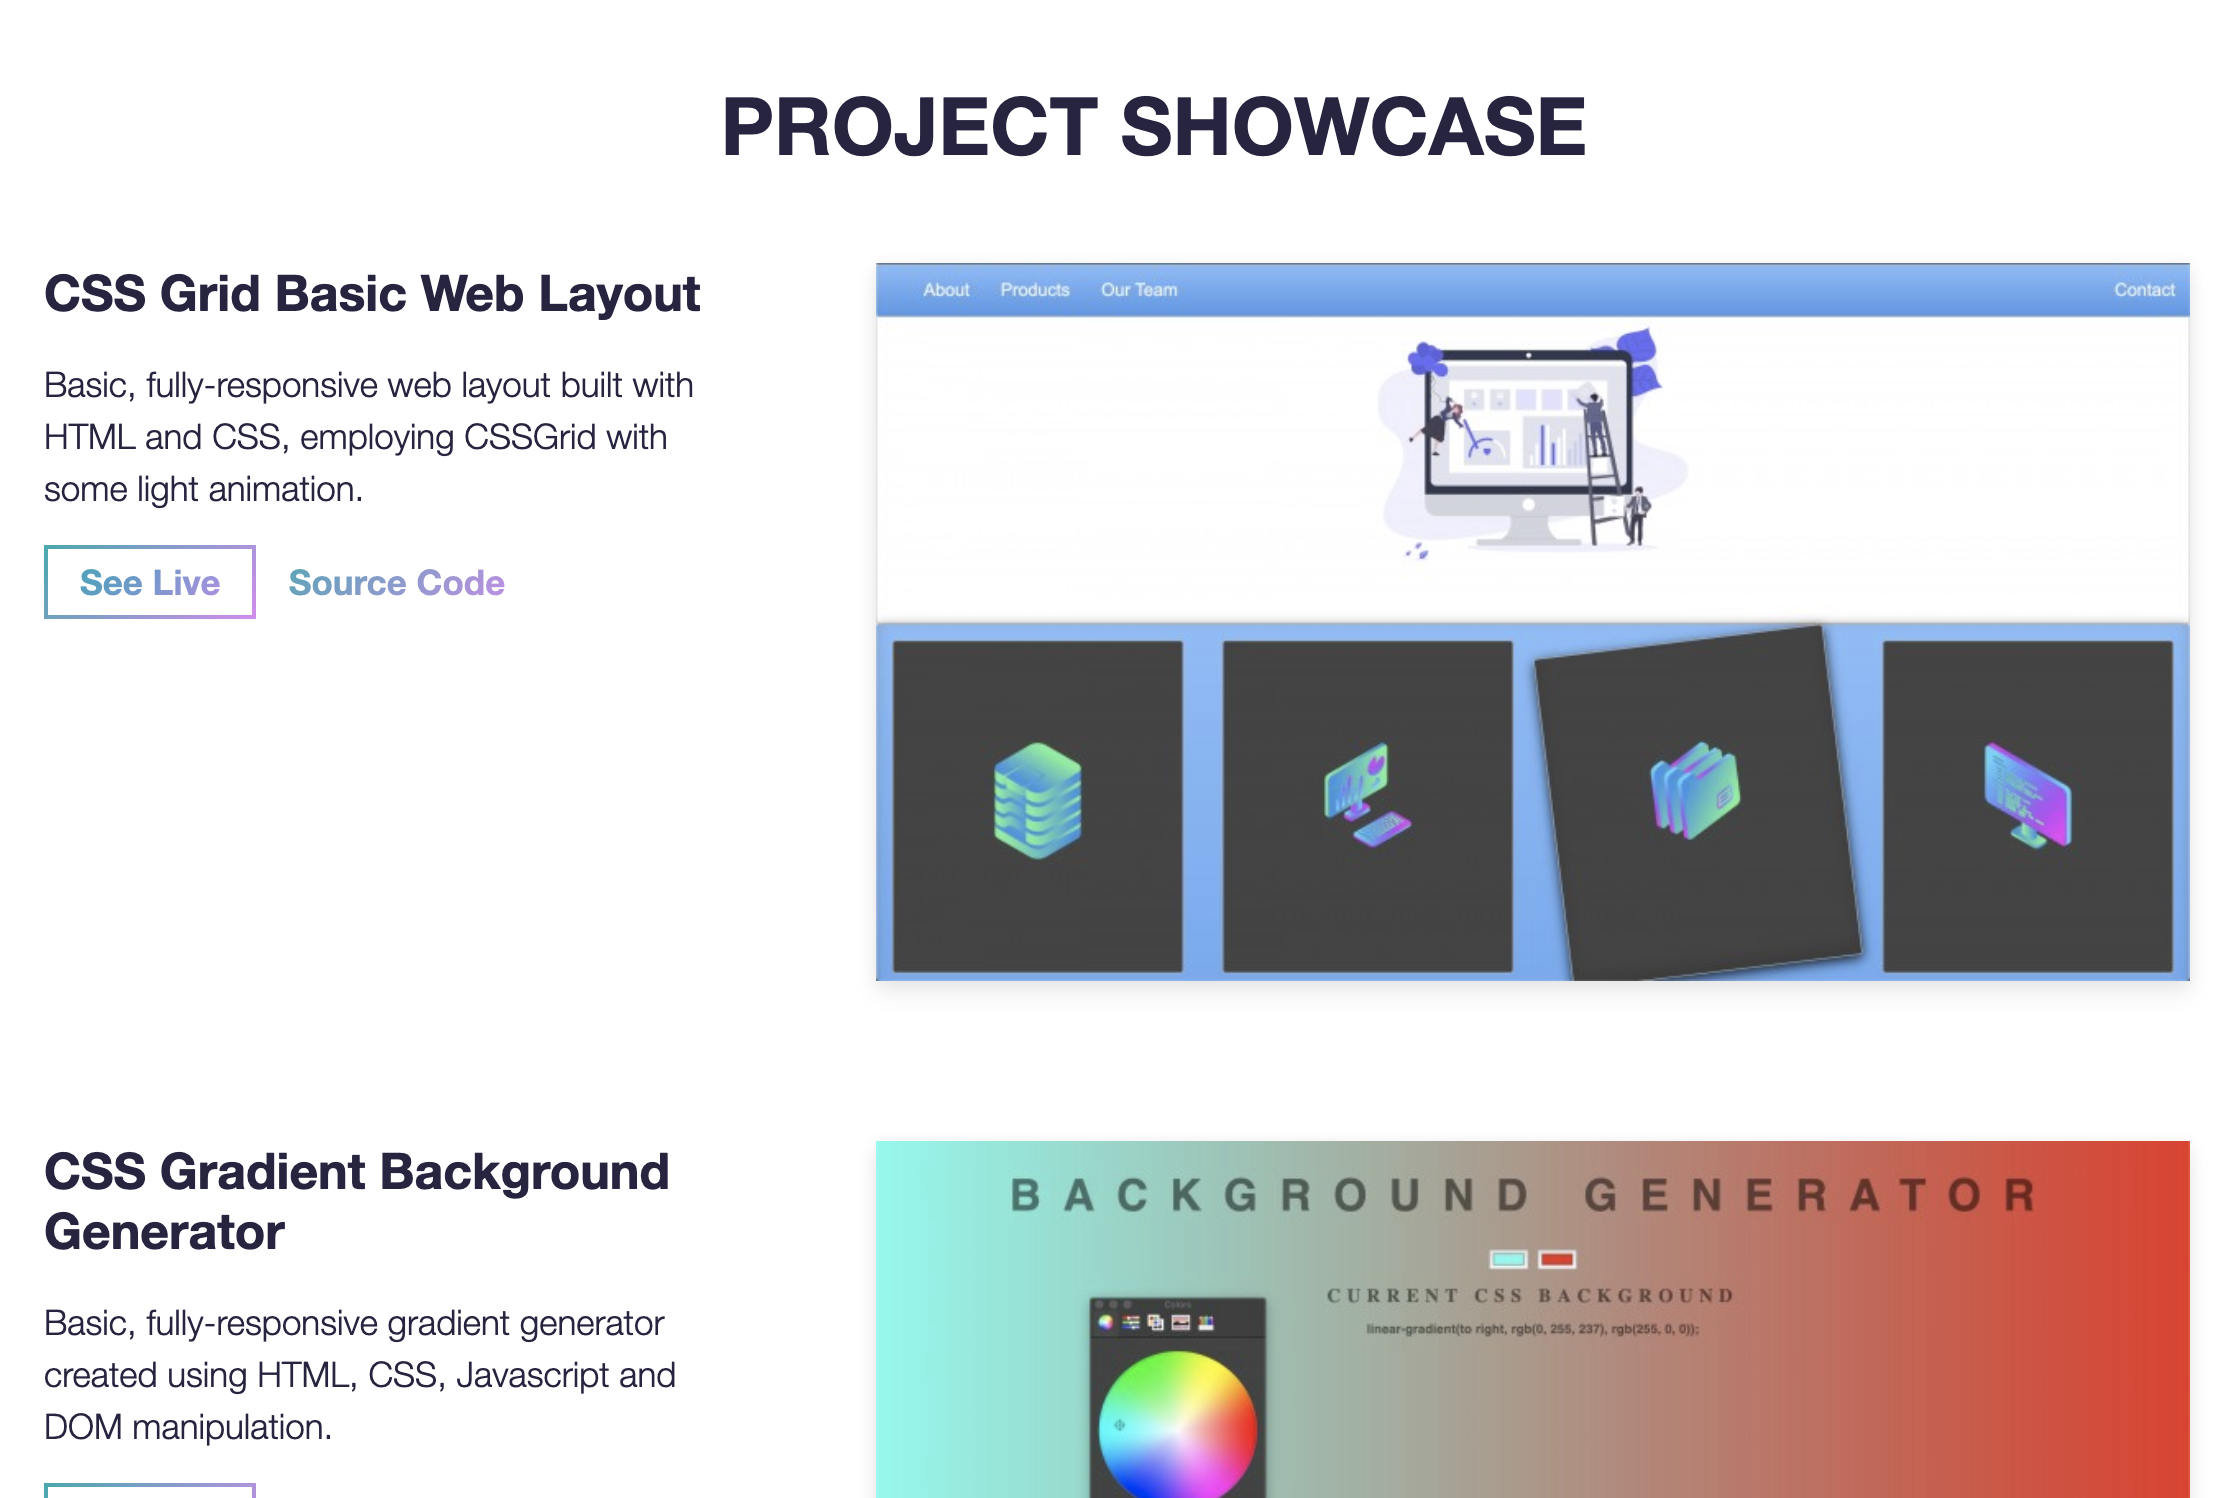 PROJECT SHOWCASE
CSS Grid Basic Web Layout
Basic, fully-responsive web layout built with
HTML and CSS, employing CSSGrid with
some light animation.
See Live
Source Code
About
Products
Our Team
Contact
CSS Gradient Background
Generator
Basic, fully-responsive gradient generator
created using HTML, CSS, Javascript and
DOM manipulation.
BACKGROUND GENERATOR
CURRENT CSS BACKGROUND
linear-gradient(to right, rgb(0, 255, 237), rgb(255, 0, 0));
Colors